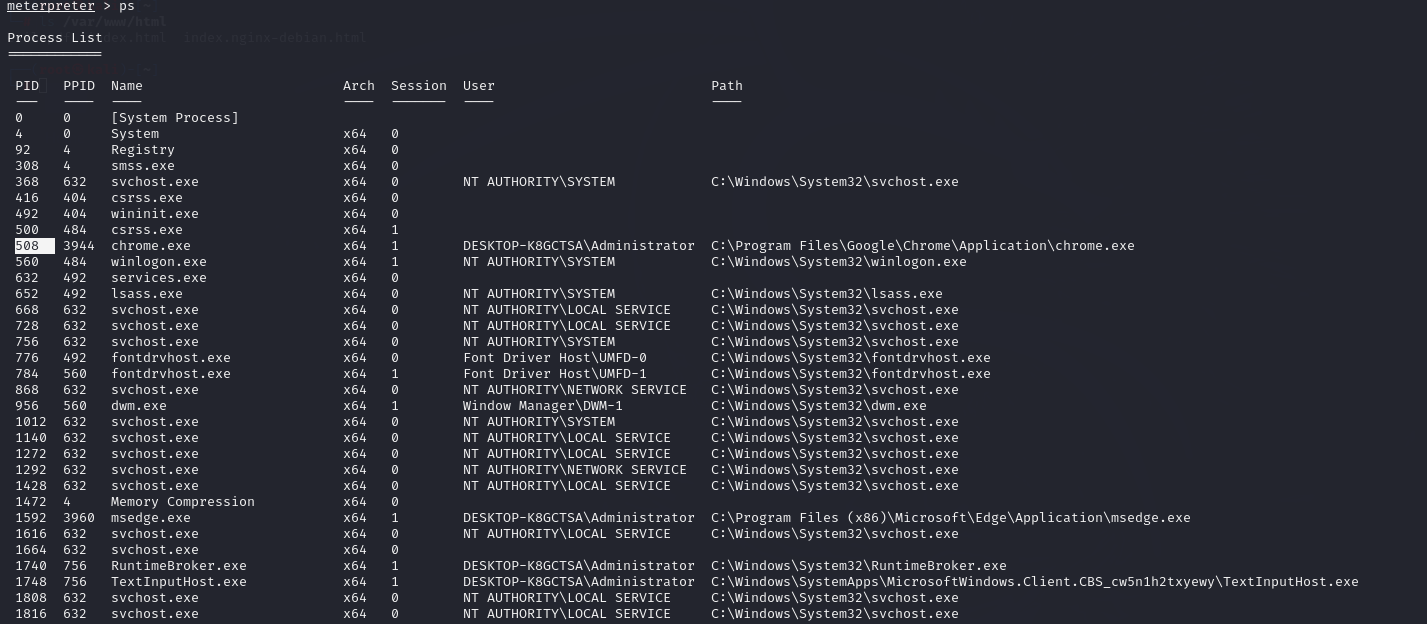 meterpreter > ps
/var/www/html
Process List
index.nginx-debian.html
PID PPID Name Arch Session User Path
0 0 [System Process]
4 0 System x64 0
92 4 Registry x64 0
308 4 smss.exe x64 0
368 632 svchost.exe x64 0 NT AUTHORITY\SYSTEM C:\Windows\System32\svchost.exe
416 404 csrss.exe x64 0
492 404 wininit.exe x64 0
500 484 csrss.exe x64 1
508 3944 chrome.exe x64 1 DESKTOP-K8GCTSA\Administrator C:\Program Files\Google\Chrome\Application\chrome.exe
560 484 winlogon.exe x64 1 NT AUTHORITY\SYSTEM C:\Windows\System32\winlogon.exe
632 492 services.exe x64 0
652 492 lsass.exe x64 0 NT AUTHORITY\SYSTEM C:\Windows\System32\lsass.exe
668 632 svchost.exe x64 0 NT AUTHORITY\LOCAL SERVICE C:\Windows\System32\svchost.exe
728 632 svchost.exe x64 0 NT AUTHORITY\LOCAL SERVICE C:\Windows\System32\svchost.exe
756 632 svchost.exe x64 0 NT AUTHORITY\SYSTEM C:\Windows\System32\svchost.exe
776 492 fontdrvhost.exe x64 0 Font Driver Host\UMFD-0 C:\Windows\System32\fontdrvhost.exe
784 560 fontdrvhost.exe x64 1 Font Driver Host\UMFD-1 C:\Windows\System32\fontdrvhost.exe
868 632 svchost.exe x64 0 NT AUTHORITY\NETWORK SERVICE C:\Windows\System32\svchost.exe
956 560 dwm.exe x64 1 Window Manager\DWM-1 C:\Windows\System32\dwm.exe
1012 632 svchost.exe x64 0 NT AUTHORITY\SYSTEM C:\Windows\System32\svchost.exe
1140 632 svchost.exe x64 0 NT AUTHORITY\LOCAL SERVICE C:\Windows\System32\svchost.exe
1272 632 svchost.exe x64 0 NT AUTHORITY\LOCAL SERVICE C:\Windows\System32\svchost.exe
1292 632 svchost.exe x64 0 NT AUTHORITY\NETWORK SERVICE C:\Windows\System32\svchost.exe
1428 632 svchost.exe x64 0 NT AUTHORITY\LOCAL SERVICE C:\Windows\System32\svchost.exe
1472 4 Memory Compression x64 0
1592 3960 msedge.exe x64 1 DESKTOP-K8GCTSA\Administrator C:\Program Files (x86)\Microsoft\Edge\Application\msedge.exe
1616 632 svchost.exe x64 0 NT AUTHORITY\LOCAL SERVICE C:\Windows\System32\svchost.exe
1664 632 svchost.exe x64 0
1740 756 RuntimeBroker.exe x64 1 DESKTOP-K8GCTSA\Administrator C:\Windows\System32\RuntimeBroker.exe
1748 756 TextInputHost.exe x64 1 DESKTOP-K8GCTSA\Administrator C:\Windows\SystemApps\MicrosoftWindows.Client.CBS_cw5n1h2txyewy\TextInputHost.exe
1808 632 svchost.exe x64 0 NT AUTHORITY\LOCAL SERVICE C:\Windows\System32\svchost.exe
1816 632 svchost.exe x64 0 NT AUTHORITY\LOCAL SERVICE C:\Windows\System32\svchost.exe